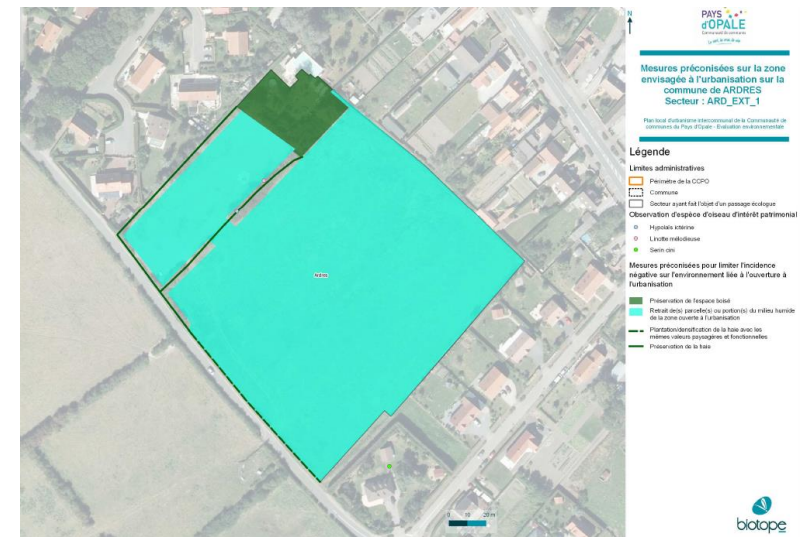 N
PAYS
d'OPALE
Communauté de communes
Mesures préconisées sur la zone
envisagée à l'urbanisation sur la
commune de ARDRES
Secteur : ARD_EXT_1
Plan local d'urbanisme intercommunal de la Communauté de
communes du Pays d'Opale - Evaluation environnementale
Légende
Limites administratives
Périmètre de la CCPO
Commune
Secteur ayant fait l'objet d'un passage écologue
Observation d'espèce d'oiseau d'intérêt patrimonial
Hypolaïs ictérine
Linotte mélodieuse
Serin cini
Mesures préconisées pour limiter l'incidence
négative sur l'environnement liée à l'ouverture à
l'urbanisation
Préservation de l'espace boisé
Retrait de(s) parcelle(s) ou portion(s) du milieu humide
de la zone ouverte à l'urbanisation
Plantation/densification de la haie avec les
mêmes valeurs paysagères et fonctionnelles
Préservation de la haie
Ardres
0 10 20 m
biotope